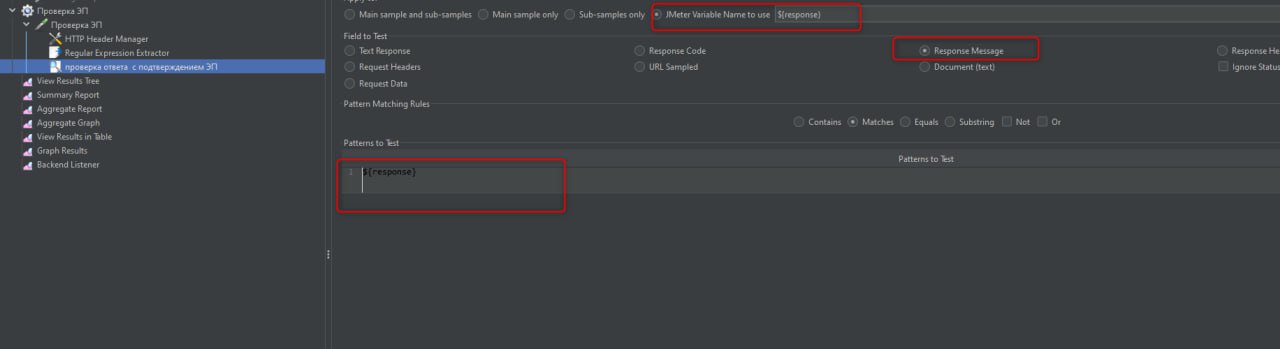 Проверка ЭП
Проверка ЭП
HTTP Header Manager
Regular Expression Extractor
проверка ответа с подтверждением ЭП
View Results Tree
Summary Report
Aggregate Report
Aggregate Graph
View Results in Table
Graph Results
Backend Listener
Main sample and sub-samples Main sample only Sub-samples only JMeter Variable Name to use ${response}
Field to Test
Text Response Response Code Response Message Response He
Request Headers URL Sampled Document (text) Ignore Status
Request Data
Pattern Matching Rules
Contains Matches Equals Substring Not Or
Patterns to Test
Patterns to Test
1 ${response}